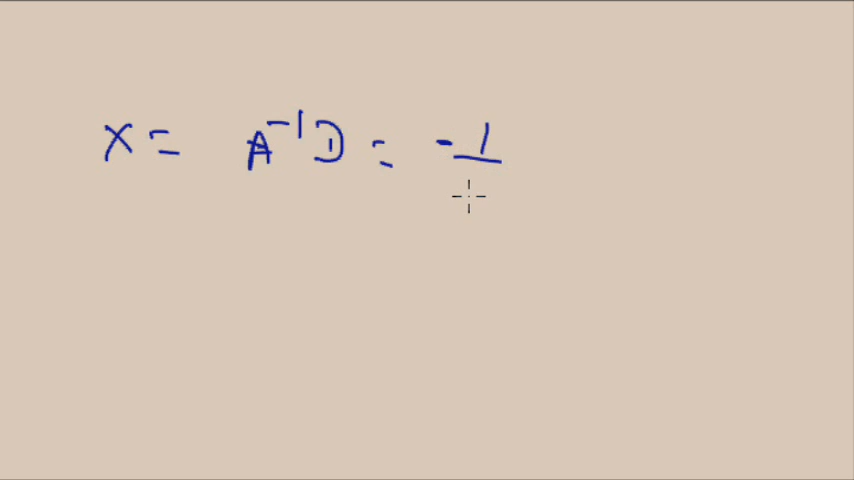 X = A⁻¹D = -1